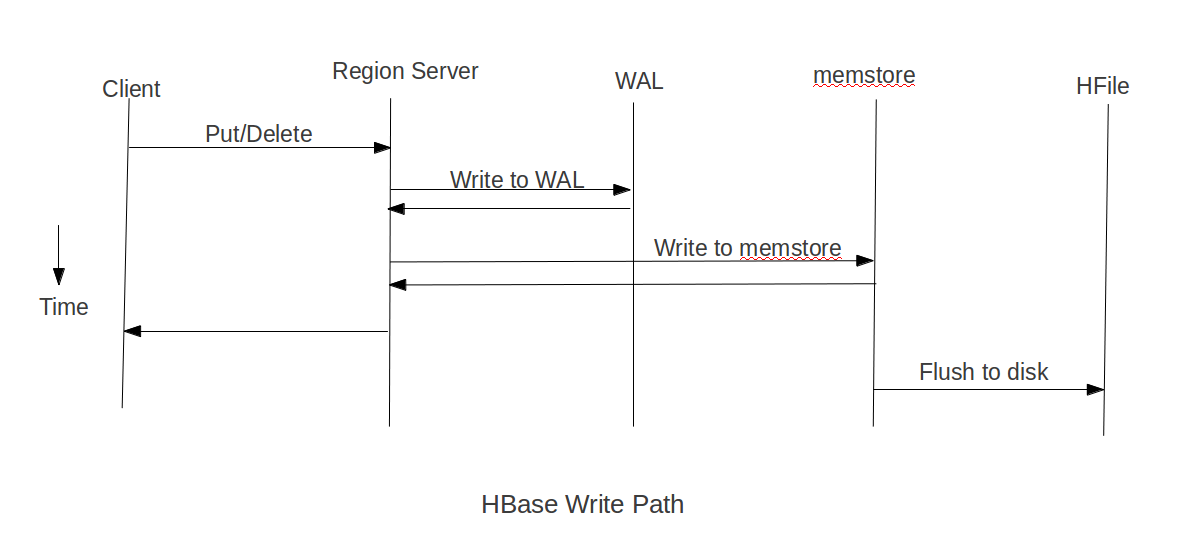 Client
Region Server
WAL
memstore
HFile
Put/Delete
Write to WAL
Write to memstore
Time
Flush to disk
HBase Write Path